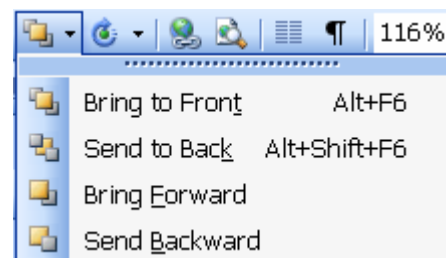 116%
Bring to Front Alt+F6
Send to Back Alt+Shift+F6
Bring Forward
Send Backward